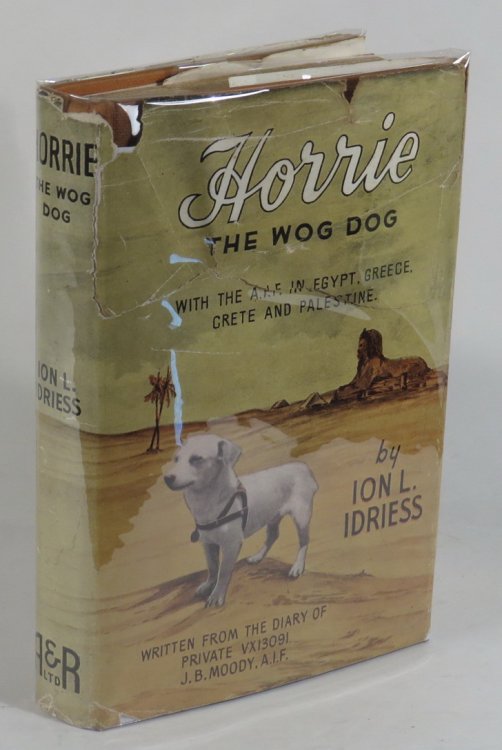 Horrie
THE WOG DOG
WITH THE A.I.F. IN EGYPT, GREECE,
CRETE AND PALESTINE.
by
ION L.
IDRIESS
WRITTEN FROM THE DIARY OF
PRIVATE VX13091
J.B. MOODY, A.I.F.
HORRIE
THE WOG
DOG
ION L.
IDRIESS
A&R
LTD